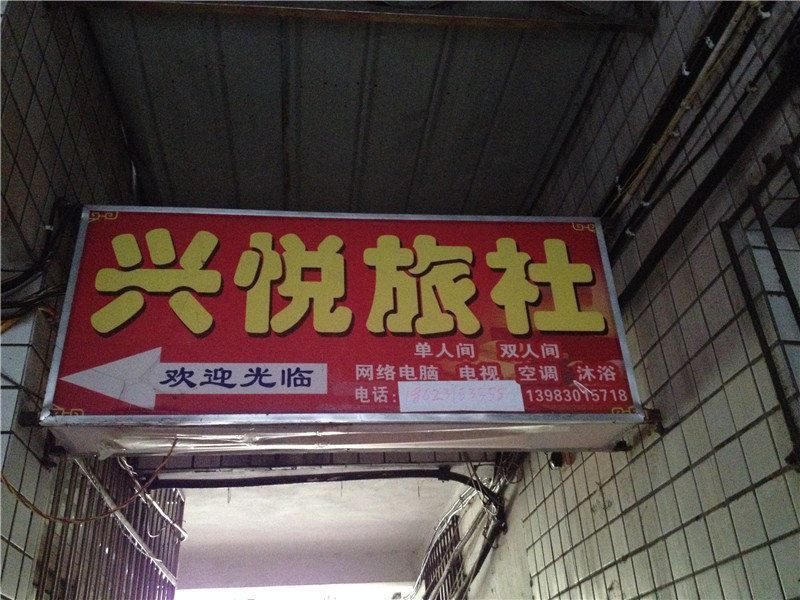 兴悦旅社
单人间 双人间
欢迎光临
网络电脑 电视 空调 沐浴
电话: 13983015718